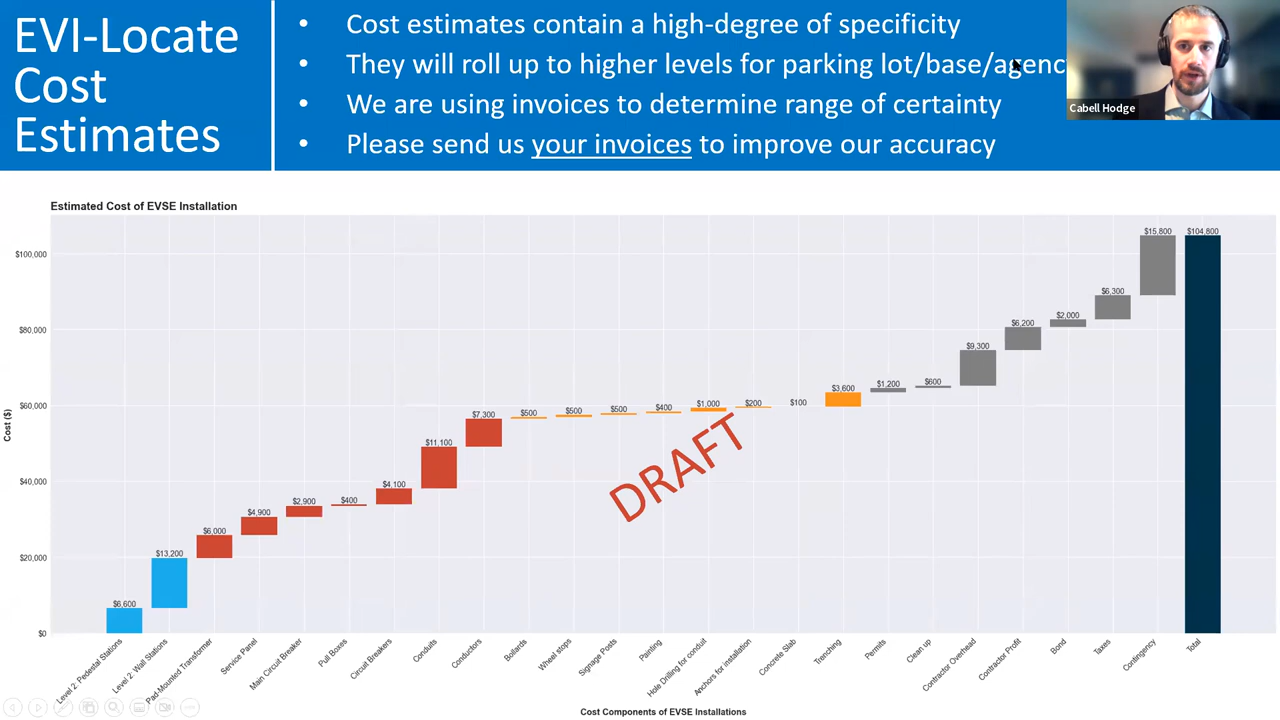 EVI-Locate
Cost
Estimates
• Cost estimates contain a high-degree of specificity
• They will roll up to higher levels for parking lot/base/agenc
• We are using invoices to determine range of certainty
• Please send us your invoices to improve our accuracy
Cabell Hodge
Estimated Cost of EVSE Installation
Cost ($)
$100,000
$80,000
$60,000
$40,000
$20,000
$0
$6,600
$13,200
$6,000
$4,900
$2,900
$400
$4,100
$11,100
$7,300
$500
$500
$500
$400
$1,000
$200
$100
$3,600
$1,200
$600
$9,300
$6,200
$2,000
$6,300
$15,800
$104,800
DRAFT
Level 2: Pedestal Stations
Level 2: Wall Stations
Pad-Mounted Transformer
Service Panel
Main Circuit Breaker
Pull Boxes
Circuit Breakers
Conduits
Conductors
Bollards
Wheel stops
Signage Posts
Painting
Hole Drilling for conduit
Anchors for installation
Concrete Slab
Trenching
Permits
Clean up
Contractor Overhead
Contractor Profit
Bond
Taxes
Contingency
Total
Cost Components of EVSE Installations